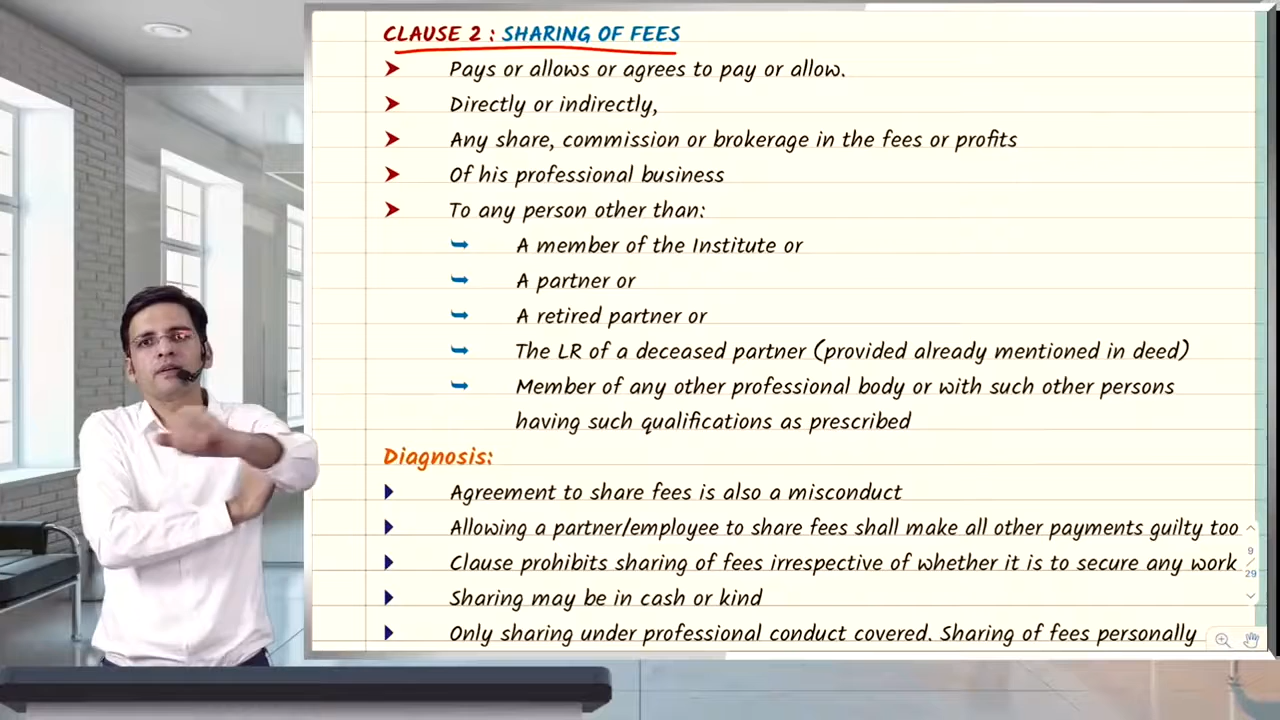 CLAUSE 2 : SHARING OF FEES
➤ Pays or allows or agrees to pay or allow.
➤ Directly or indirectly,
➤ Any share, commission or brokerage in the fees or profits
➤ Of his professional business
➤ To any person other than:
A member of the Institute or
A partner or
A retired partner or
The LR of a deceased partner (provided already mentioned in deed)
Member of any other professional body or with such other persons
having such qualifications as prescribed
Diagnosis:
Agreement to share fees is also a misconduct
Allowing a partner/employee to share fees shall make all other payments guilty too
Clause prohibits sharing of fees irrespective of whether it is to secure any work
Sharing may be in cash or kind
Only sharing under professional conduct covered. Sharing of fees personally
9
/
29